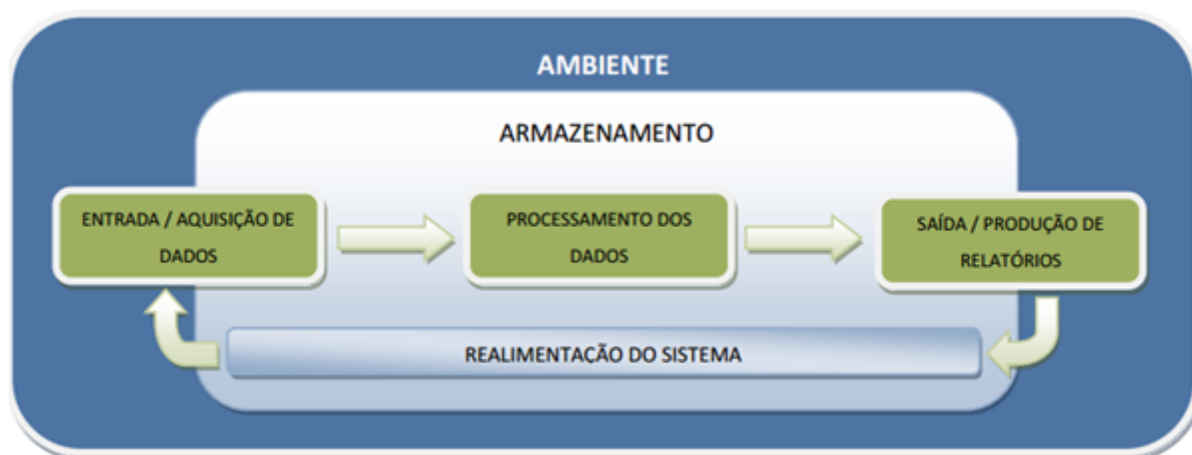 AMBIENTE
ARMAZENAMENTO
ENTRADA / AQUISIÇÃO DE
DADOS
PROCESSAMENTO DOS
DADOS
SAÍDA / PRODUÇÃO DE
RELATÓRIOS
REALIMENTAÇÃO DO SISTEMA